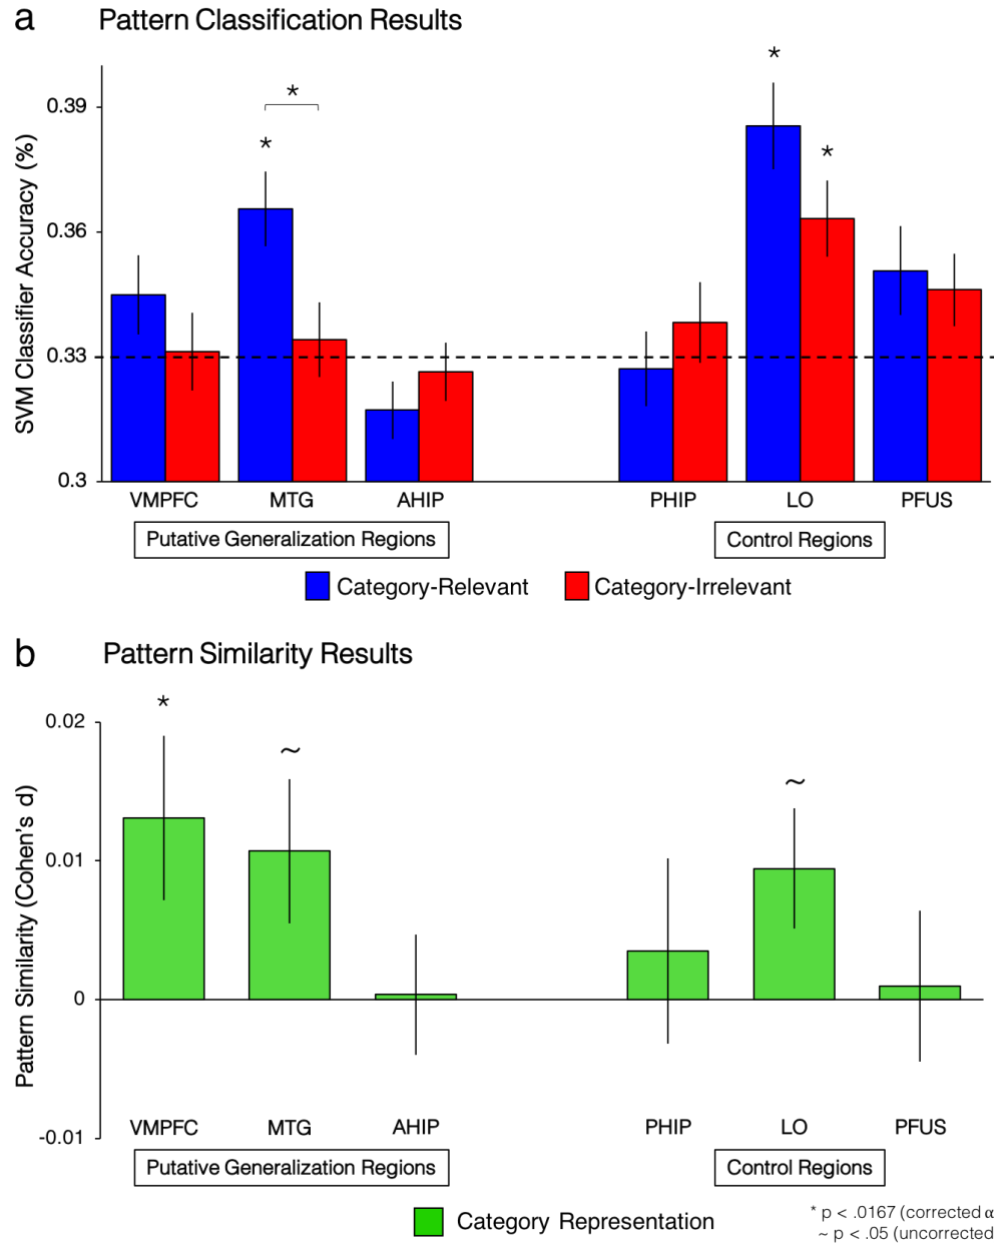 a Pattern Classification Results
*
*
*
*
SVM Classifier Accuracy (%)
0.39
0.36
0.33
0.3
VMPFC MTG AHIP PHIP LO PFUS
Putative Generalization Regions Control Regions
Category-Relevant Category-Irrelevant
b Pattern Similarity Results
*
~
~
Pattern Similarity (Cohen's d)
0.02
0.01
0
-0.01
VMPFC MTG AHIP PHIP LO PFUS
Putative Generalization Regions Control Regions
Category Representation
* p < .0167 (corrected α
~ p < .05 (uncorrected